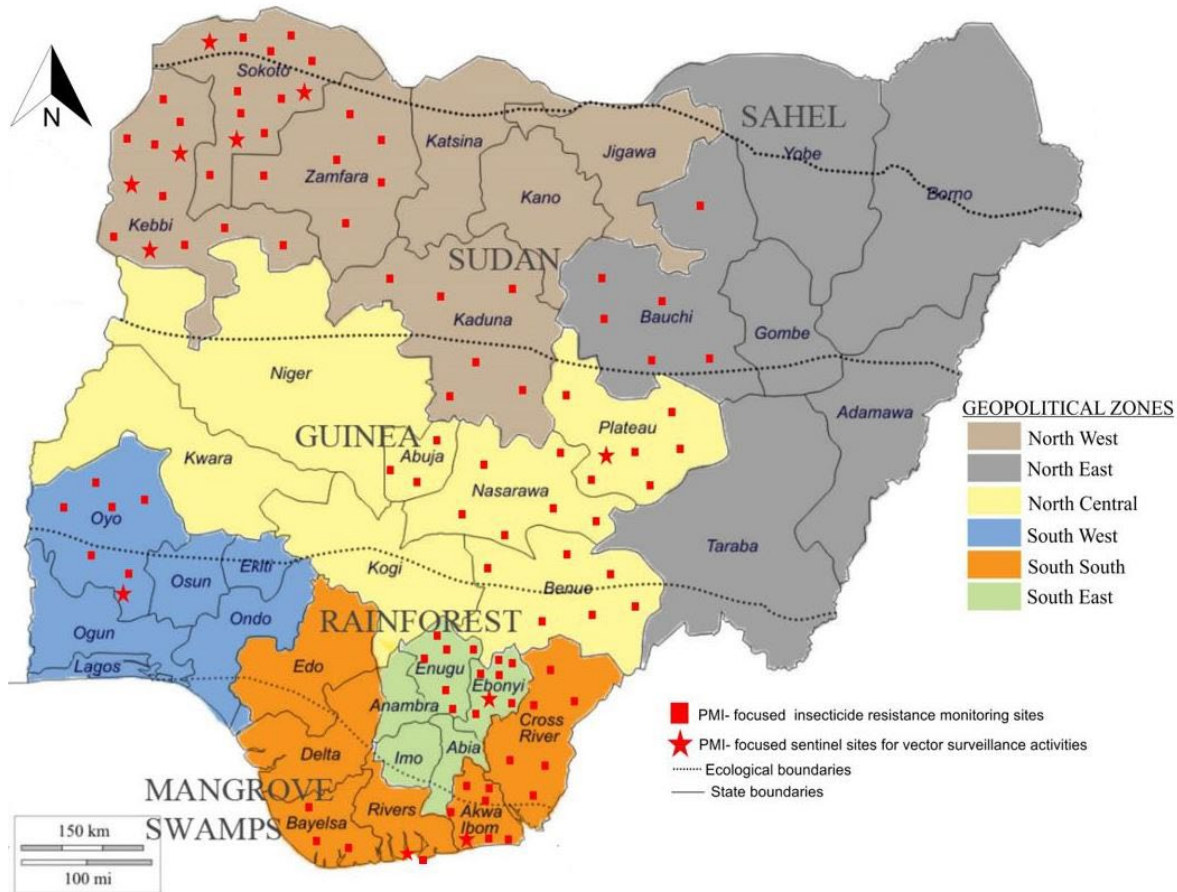 N
Sokoto
SAHEL
Katsina
Yobe
Jigawa
Zamfara
Kano
Borno
Kebbi
SUDAN
Kaduna
Bauchi
Gombe
Niger
Adamawa
GUINEA
Plateau
Abuja
Kwara
Nasarawa
Oyo
Taraba
Kogi
Osun
Ekiti
Benue
Ondo
RAINFOREST
Ogun
Lagos
Edo
Enugu
Ebonyi
Anambra
Cross
River
Imo
Abia
Delta
MANGROVE
SWAMPS
Rivers
Akwa
Ibom
Bayelsa
150 km
100 mi
GEOPOLITICAL ZONES
North West
North East
North Central
South West
South South
South East
PMI- focused insecticide resistance monitoring sites
PMI- focused sentinel sites for vector surveillance activities
Ecological boundaries
State boundaries